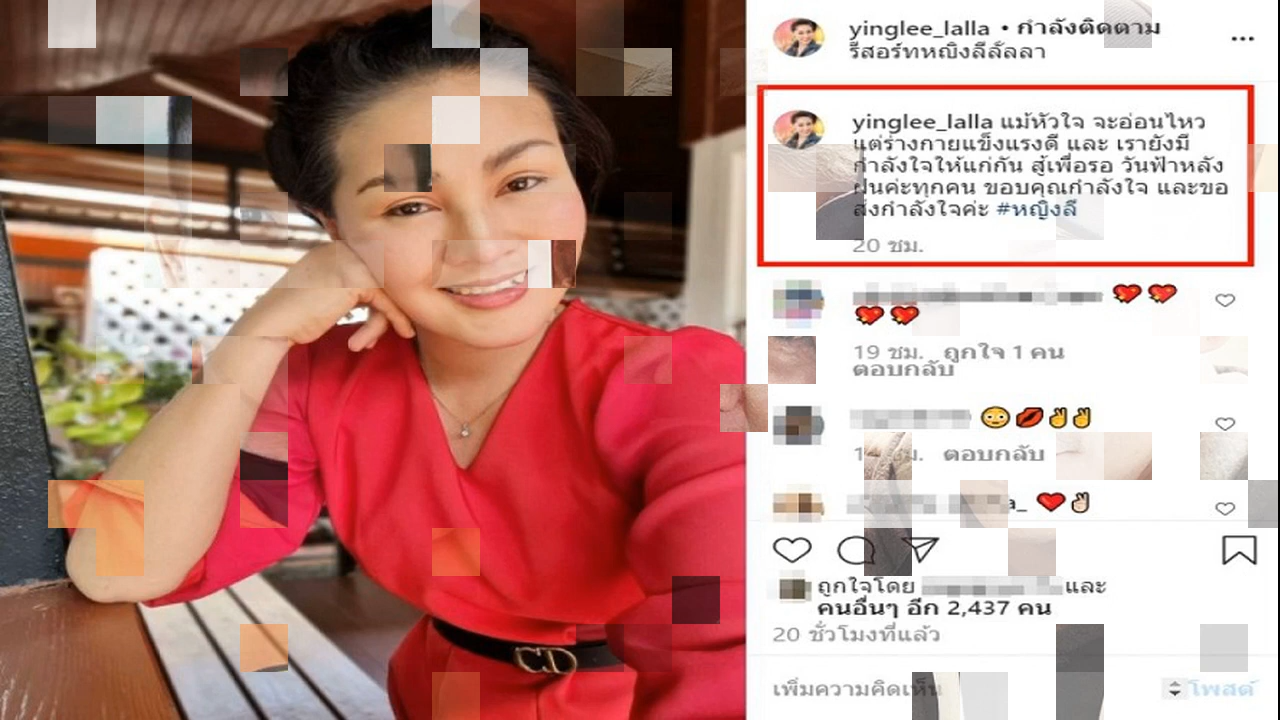 yinglee_lalla • กำลังติดตาม
รีสอร์ทหญิงลีลั้ลลา
yinglee_lalla แม้หัวใจ จะอ่อนไหว
แต่ร่างกายแข็งแรงดี และ เรายังมี
กำลังใจให้แก่กัน สู้เพื่อรอ วันฟ้าหลัง
ฝนค่ะทุกคน ขอบคุณกำลังใจ และขอ
ส่งกำลังใจค่ะ #หญิงลี
20 ชม.
19 ชม. ถูกใจ 1 คน
ตอบกลับ
ชม. ตอบกลับ
ถูกใจโดย และ
คนอื่นๆ อีก 2,437 คน
20 ชั่วโมงที่แล้ว
เพิ่มความคิดเห็น
โพสต์
CD